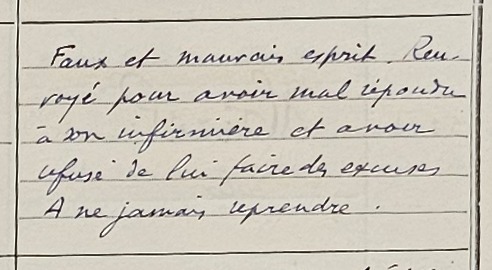 Faux et mauvais esprit. Ren-
voyé pour avoir mal répondu
à son infirmière et avoir
refusé de lui faire des excuses
A ne jamais reprendre.